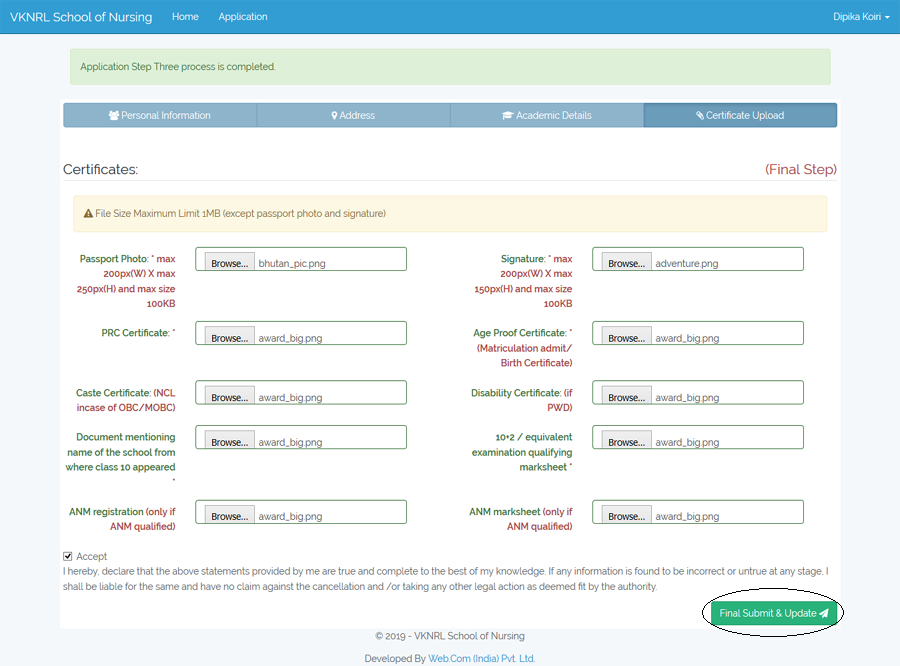 VKNRL School of Nursing Home Application Dipika Koiri
Application Step Three process is completed.
Personal Information Address Academic Details Certificate Upload
Certificates: (Final Step)
File Size Maximum Limit 1MB (except passport photo and signature)
Passport Photo: * max
200px(W) X max
250px(H) and max size
100KB
Browse... bhutan_pic.png
Signature: * max
200px(W) X max
150px(H) and max size
100KB
Browse... adventure.png
PRC Certificate: *
Browse... award_big.png
Age Proof Certificate: *
(Matriculation admit/
Birth Certificate)
Browse... award_big.png
Caste Certificate: (NCL
incase of OBC/MOBC)
Browse... award_big.png
Disability Certificate: (if
PWD)
Browse... award_big.png
Document mentioning
name of the school from
where class 10 appeared
*
Browse... award_big.png
10+2 / equivalent
examination qualifying
marksheet *
Browse... award_big.png
ANM registration (only if
ANM qualified)
Browse... award_big.png
ANM marksheet (only if
ANM qualified)
Browse... award_big.png
Accept
I hereby, declare that the above statements provided by me are true and complete to the best of my knowledge. If any information is found to be incorrect or untrue at any stage, I
shall be liable for the same and have no claim against the cancellation and /or taking any other legal action as deemed fit by the authority.
Final Submit & Update
© 2019 - VKNRL School of Nursing
Developed By Web.Com (India) Pvt. Ltd.